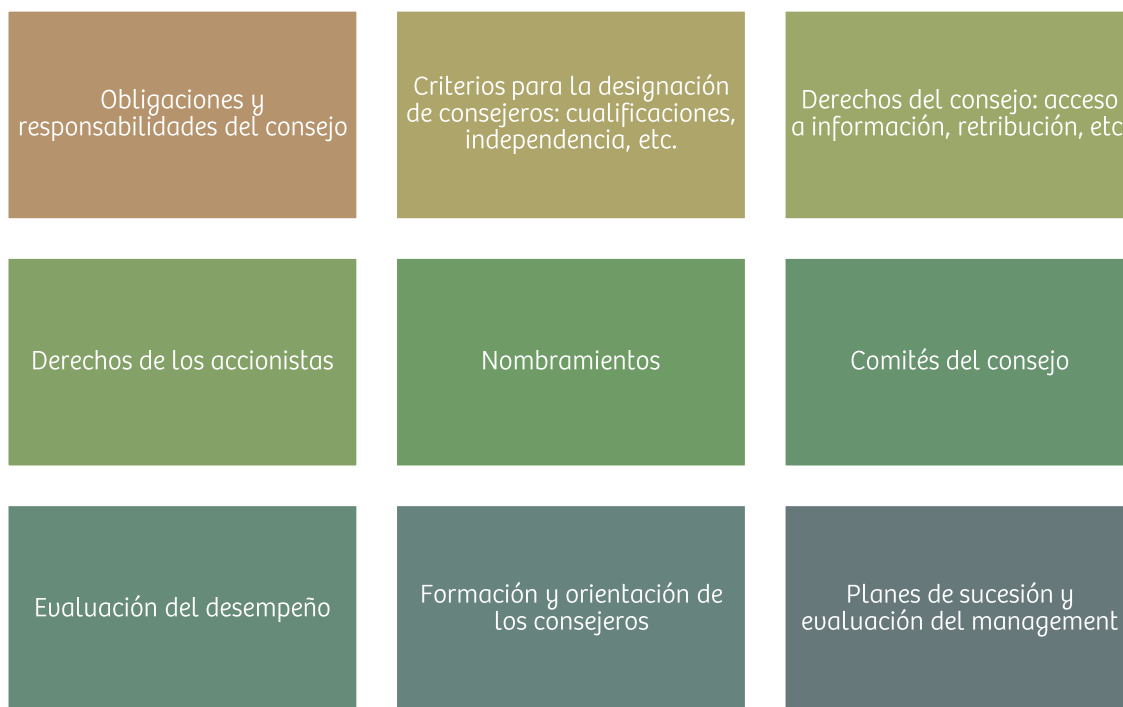 Obligaciones y
responsabilidades del consejo
Criterios para la designación
de consejeros: cualificaciones,
independencia, etc.
Derechos del consejo: acceso
a información, retribución, etc
Derechos de los accionistas
Nombramientos
Comités del consejo
Evaluación del desempeño
Formación y orientación de
los consejeros
Planes de sucesión y
evaluación del management